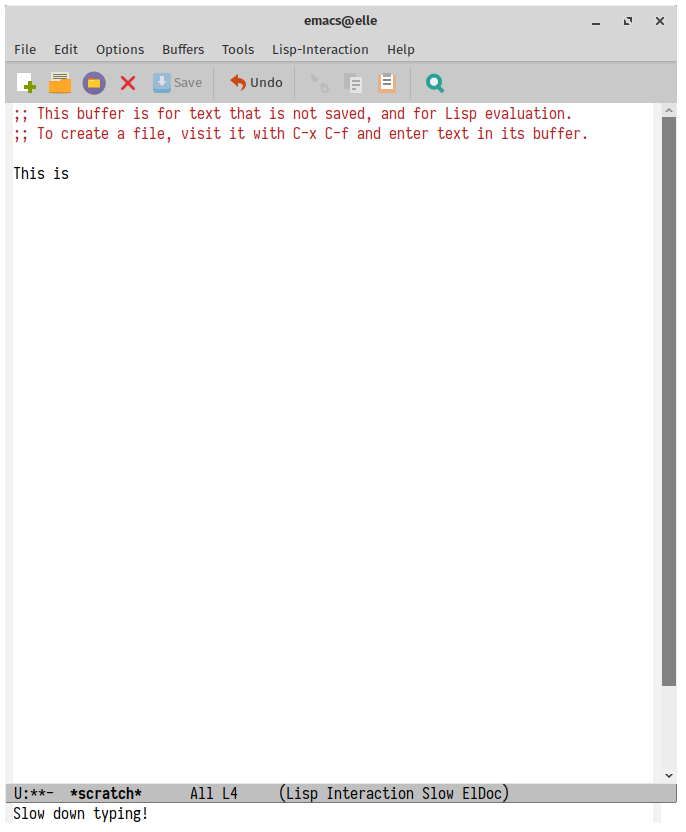 emacs@elle
File Edit Options Buffers Tools Lisp-Interaction Help
Save Undo
;; This buffer is for text that is not saved, and for Lisp evaluation.
;; To create a file, visit it with C-x C-f and enter text in its buffer.
This is
U:**- *scratch* All L4 (Lisp Interaction Slow ElDoc)
Slow down typing!